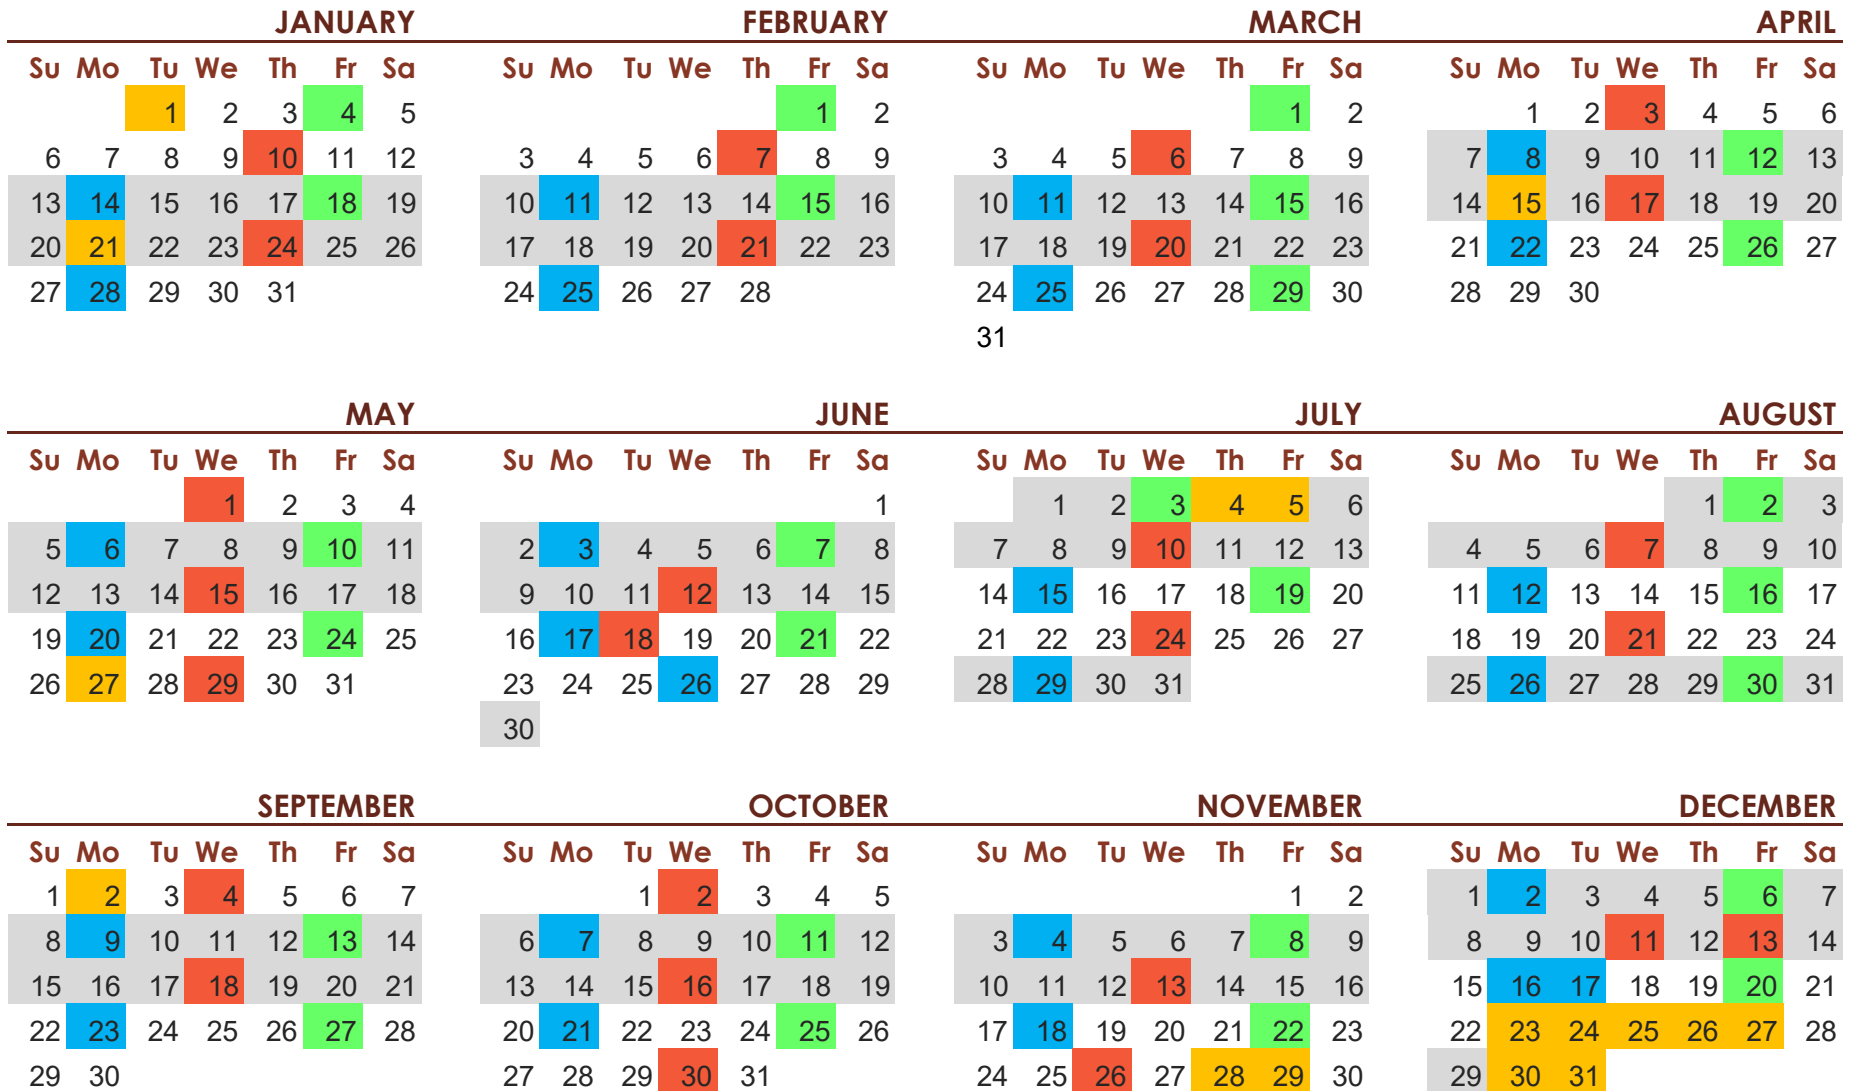 JANUARY FEBRUARY MARCH APRIL
Su Mo Tu We Th Fr Sa Su Mo Tu We Th Fr Sa Su Mo Tu We Th Fr Sa Su Mo Tu We Th Fr Sa
1 2 3 4 5 1 2 1 2 1 2 3 4 5 6
6 7 8 9 10 11 12 3 4 5 6 7 8 9 3 4 5 6 7 8 9 7 8 9 10 11 12 13
13 14 15 16 17 18 19 10 11 12 13 14 15 16 10 11 12 13 14 15 16 14 15 16 17 18 19 20
20 21 22 23 24 25 26 17 18 19 20 21 22 23 17 18 19 20 21 22 23 21 22 23 24 25 26 27
27 28 29 30 31 24 25 26 27 28 24 25 26 27 28 29 30 28 29 30
31
MAY JUNE JULY AUGUST
Su Mo Tu We Th Fr Sa Su Mo Tu We Th Fr Sa Su Mo Tu We Th Fr Sa Su Mo Tu We Th Fr Sa
1 2 3 4 1 1 2 3 4 5 6 1 2 3
5 6 7 8 9 10 11 2 3 4 5 6 7 8 7 8 9 10 11 12 13 4 5 6 7 8 9 10
12 13 14 15 16 17 18 9 10 11 12 13 14 15 14 15 16 17 18 19 20 11 12 13 14 15 16 17
19 20 21 22 23 24 25 16 17 18 19 20 21 22 21 22 23 24 25 26 27 18 19 20 21 22 23 24
26 27 28 29 30 31 23 24 25 26 27 28 29 28 29 30 31 25 26 27 28 29 30 31
30
SEPTEMBER OCTOBER NOVEMBER DECEMBER
Su Mo Tu We Th Fr Sa Su Mo Tu We Th Fr Sa Su Mo Tu We Th Fr Sa Su Mo Tu We Th Fr Sa
1 2 3 4 5 6 7 1 2 3 4 5 1 2 1 2 3 4 5 6 7
8 9 10 11 12 13 14 6 7 8 9 10 11 12 3 4 5 6 7 8 9 8 9 10 11 12 13 14
15 16 17 18 19 20 21 13 14 15 16 17 18 19 10 11 12 13 14 15 16 15 16 17 18 19 20 21
22 23 24 25 26 27 28 20 21 22 23 24 25 26 17 18 19 20 21 22 23 22 23 24 25 26 27 28
29 30 27 28 29 30 31 24 25 26 27 28 29 30 29 30 31